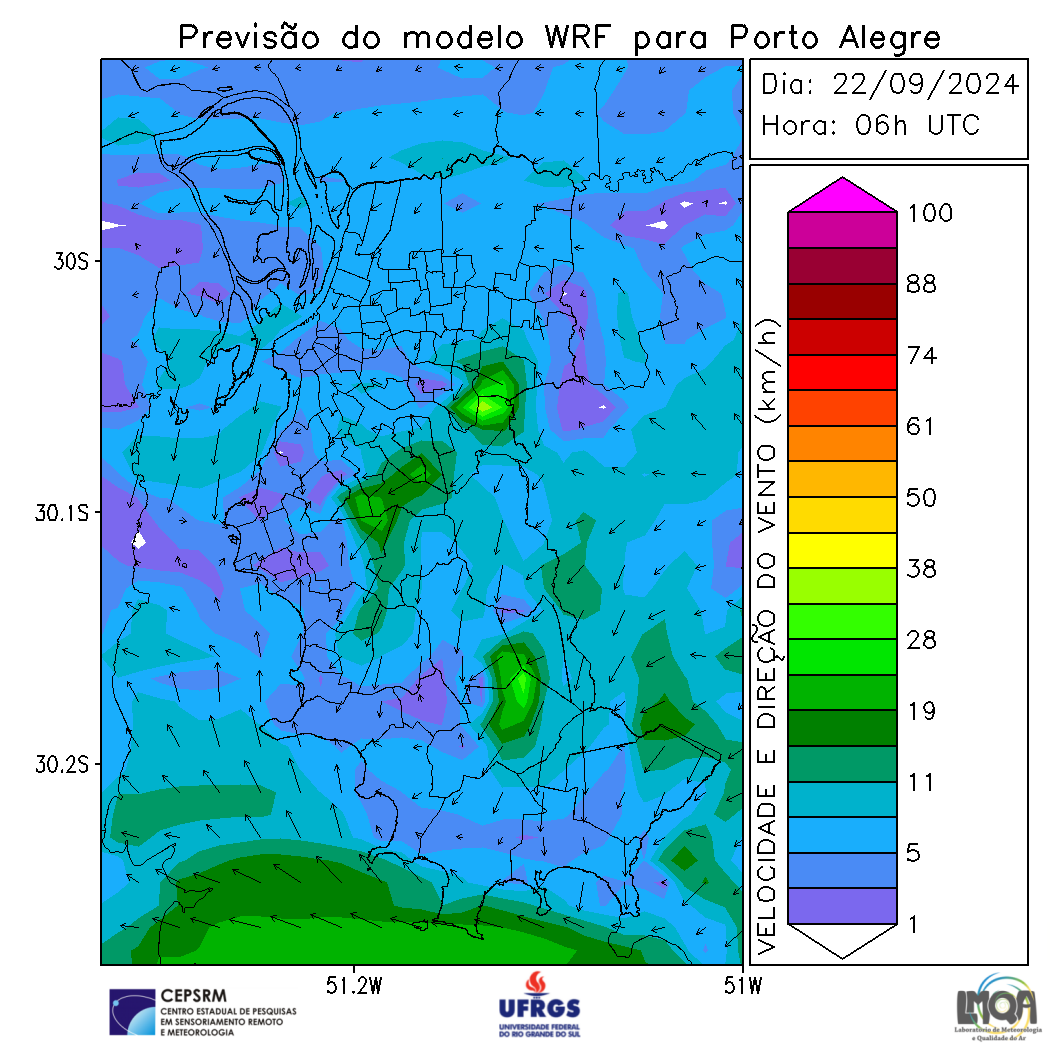 Previsão do modelo WRF para Porto Alegre
Dia: 22/09/2024
Hora: 06h UTC
30S
30.1S
30.2S
51.2W
51W
VELOCIDADE E DIREÇÃO DO VENTO (km/h)
100
88
74
61
50
38
28
19
11
5
1
CEPSRM
CENTRO ESTADUAL DE PESQUISAS
EM SENSORIAMENTO REMOTO
E METEOROLOGIA
UFRGS
UNIVERSIDADE FEDERAL
DO RIO GRANDE DO SUL
LMQA
Laboratório de Meteorologia
e Qualidade do Ar